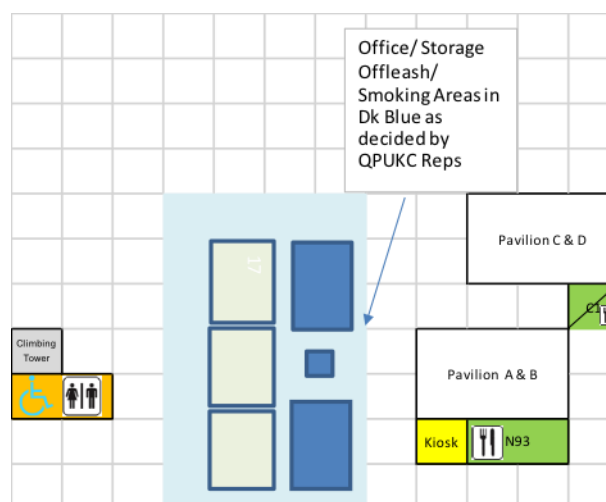 Office/ Storage
Offleash/
Smoking Areas in
Dk Blue as
decided by
QPUKC Reps
Pavilion C & D
17
C1
Climbing
Tower
Pavilion A & B
Kiosk
N93